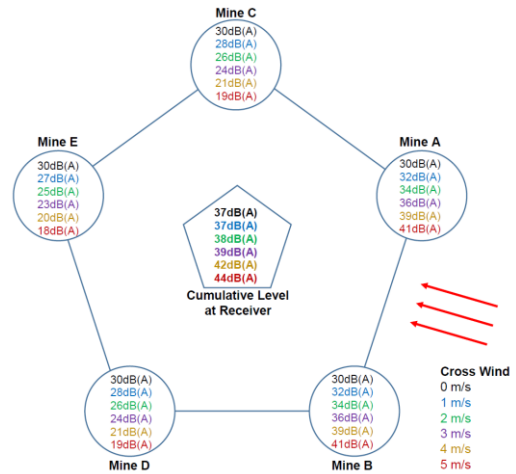 Mine C
30dB(A)
28dB(A)
26dB(A)
24dB(A)
21dB(A)
19dB(A)
Mine E
30dB(A)
27dB(A)
25dB(A)
23dB(A)
20dB(A)
18dB(A)
Mine A
30dB(A)
32dB(A)
34dB(A)
36dB(A)
39dB(A)
41dB(A)
37dB(A)
37dB(A)
38dB(A)
39dB(A)
42dB(A)
44dB(A)
Cumulative Level
at Receiver
30dB(A)
28dB(A)
26dB(A)
24dB(A)
21dB(A)
19dB(A)
Mine D
30dB(A)
32dB(A)
34dB(A)
36dB(A)
39dB(A)
41dB(A)
Mine B
Cross Wind
0 m/s
1 m/s
2 m/s
3 m/s
4 m/s
5 m/s